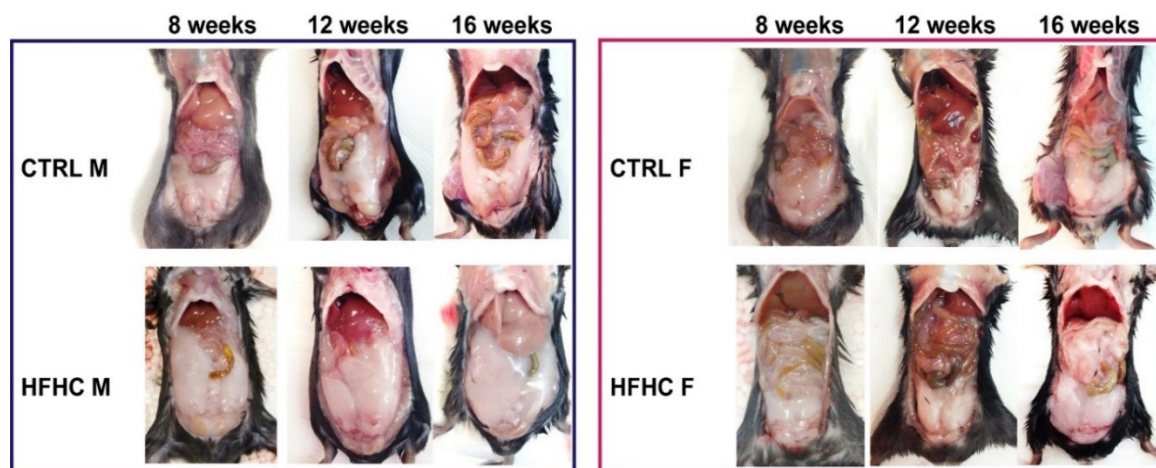 8 weeks 12 weeks 16 weeks
CTRL M
HFHC M
8 weeks 12 weeks 16 weeks
CTRL F
HFHC F